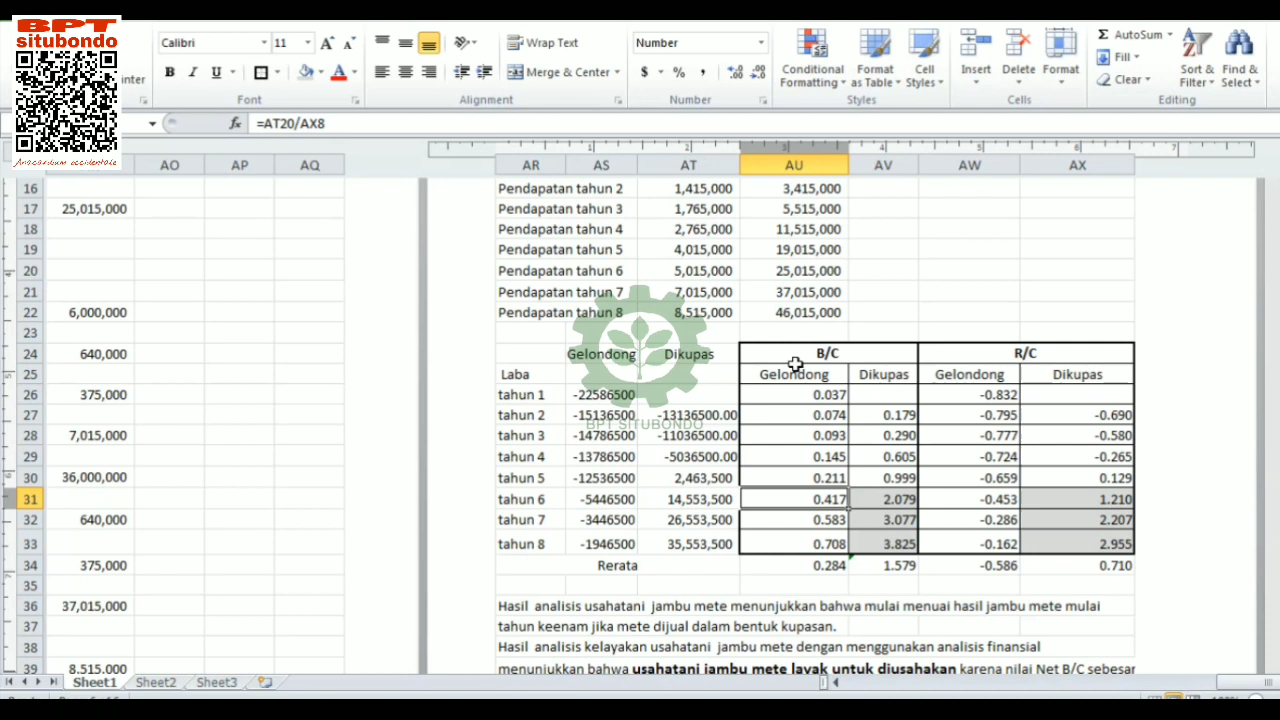 BPT
situbondo
Anacardium occidentale
Calibri 11 Wrap Text Number AutoSum
Fill
inter B I U Merge & Center $ % , Conditional Formatting Format as Table Cell Styles Insert Delete Format Clear Sort & Filter Find & Select
Font Alignment Number Styles Cells Editing
fx =AT20/AX8
3 4 5 6 7
AO AP AQ AR AS AT AU AV AW AX
16 Pendapatan tahun 2 1,415,000 3,415,000
17 25,015,000 Pendapatan tahun 3 1,765,000 5,515,000
18 Pendapatan tahun 4 2,765,000 11,515,000
19 Pendapatan tahun 5 4,015,000 19,015,000
20 Pendapatan tahun 6 5,015,000 25,015,000
21 Pendapatan tahun 7 7,015,000 37,015,000
22 6,000,000 Pendapatan tahun 8 8,515,000 46,015,000
23
24 640,000 Gelondong Dikupas B/C R/C
25 Laba Gelondong Dikupas Gelondong Dikupas
26 375,000 tahun 1 -22586500 0.037 -0.832
27 tahun 2 -15136500 -13136500.00 0.074 0.179 -0.795 -0.690
BPT SITUBONDO
28 7,015,000 tahun 3 -14786500 -11036500.00 0.093 0.290 -0.777 -0.580
29 tahun 4 -13786500 -5036500.00 0.145 0.605 -0.724 -0.265
30 36,000,000 tahun 5 -12536500 2,463,500 0.211 0.999 -0.659 0.129
31 tahun 6 -5446500 14,553,500 0.417 2.079 -0.453 1.210
32 640,000 tahun 7 -3446500 26,553,500 0.583 3.077 -0.286 2.207
33 tahun 8 -1946500 35,553,500 0.708 3.825 -0.162 2.955
34 375,000 Rerata 0.284 1.579 -0.586 0.710
35
36 37,015,000 Hasil analisis usahatani jambu mete menunjukkan bahwa mulai menuai hasil jambu mete mulai
37 tahun keenam jika mete dijual dalam bentuk kupasan.
38 Hasil analisis kelayakan usahatani jambu mete dengan menggunakan analisis finansial
39 8.515.000 menunjukkan bahwa usahatani jambu mete layak untuk diusahakan karena nilai Net B/C sebesar
Sheet1 Sheet2 Sheet3